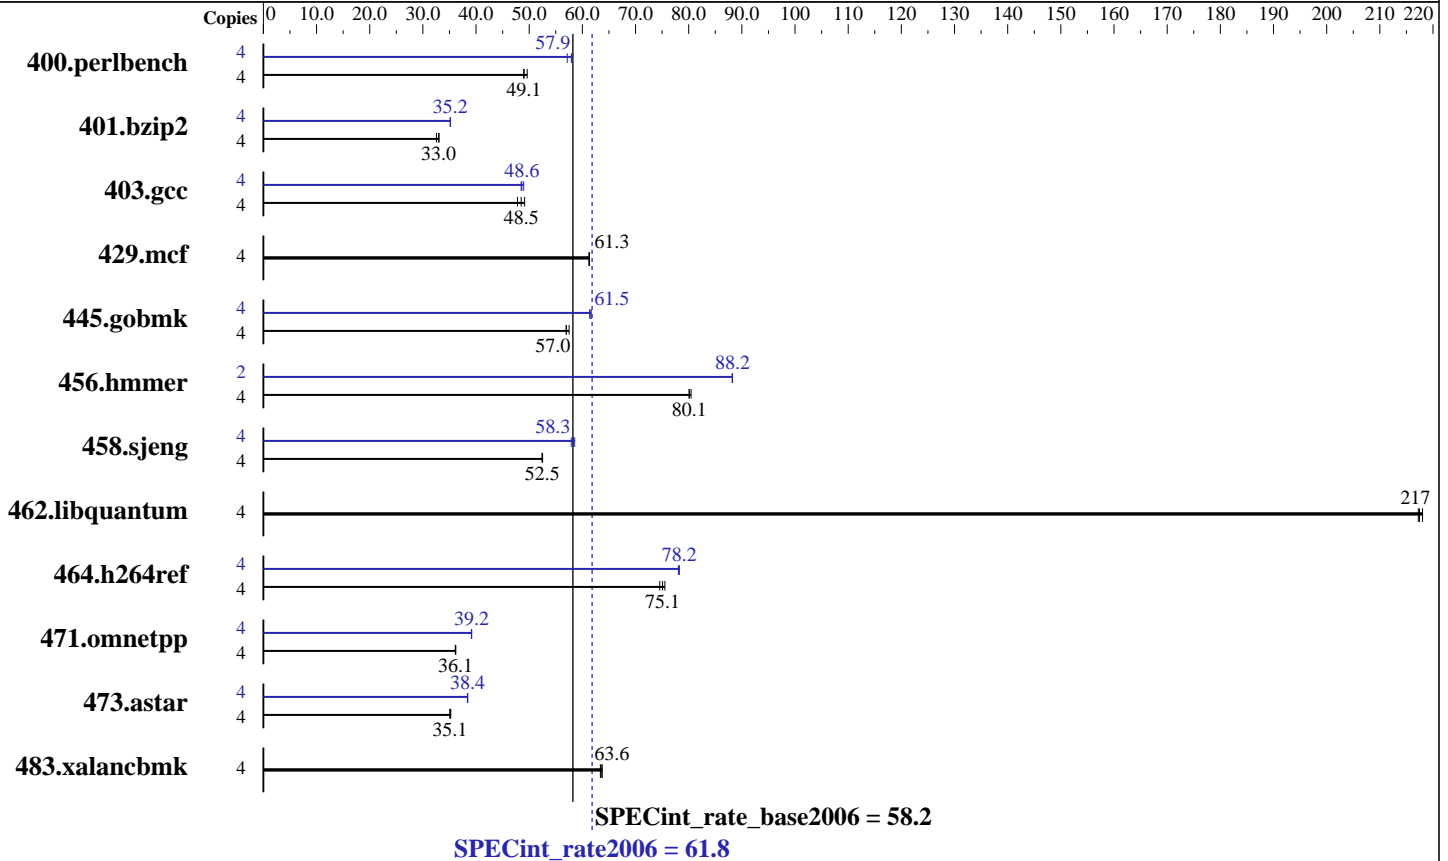 Copies 0 10.0 20.0 30.0 40.0 50.0 60.0 70.0 80.0 90.0 100 110 120 130 140 150 160 170 180 190 200 210 220
400.perlbench 4 57.9
4 49.1
401.bzip2 4 35.2
4 33.0
403.gcc 4 48.6
4 48.5
429.mcf 4 61.3
445.gobmk 4 61.5
4 57.0
456.hmmer 2 88.2
4 80.1
458.sjeng 4 58.3
4 52.5
462.libquantum 4 217
464.h264ref 4 78.2
4 75.1
471.omnetpp 4 39.2
4 36.1
473.astar 4 38.4
4 35.1
483.xalancbmk 4 63.6
SPECint_rate_base2006 = 58.2
SPECint_rate2006 = 61.8